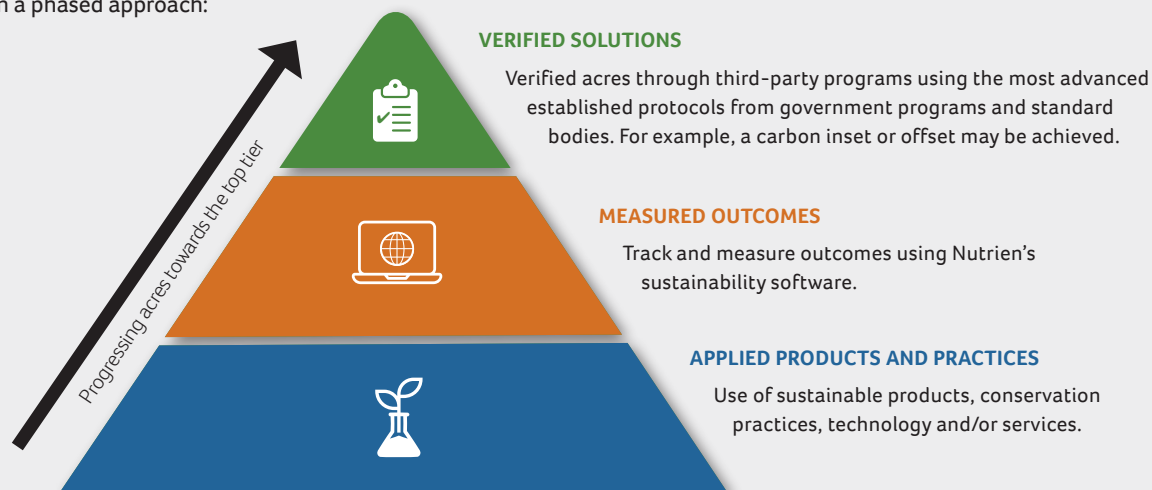 n a phased approach:
VERIFIED SOLUTIONS
Verified acres through third-party programs using the most advanced
established protocols from government programs and standard
bodies. For example, a carbon inset or offset may be achieved.
Progressing acres towards the top tier
MEASURED OUTCOMES
Track and measure outcomes using Nutrien's
sustainability software.
APPLIED PRODUCTS AND PRACTICES
Use of sustainable products, conservation
practices, technology and/or services.